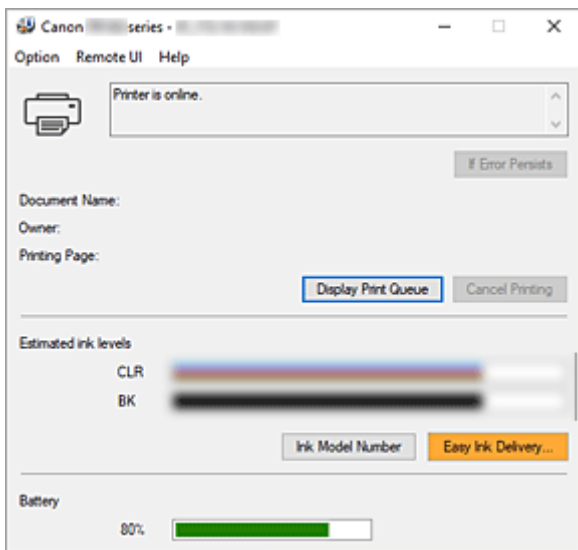 Canon series -
Option Remote UI Help
Printer is online.
If Error Persists
Document Name:
Owner:
Printing Page:
Display Print Queue Cancel Printing
Estimated ink levels
CLR
BK
Ink Model Number Easy Ink Delivery...
Battery
80%